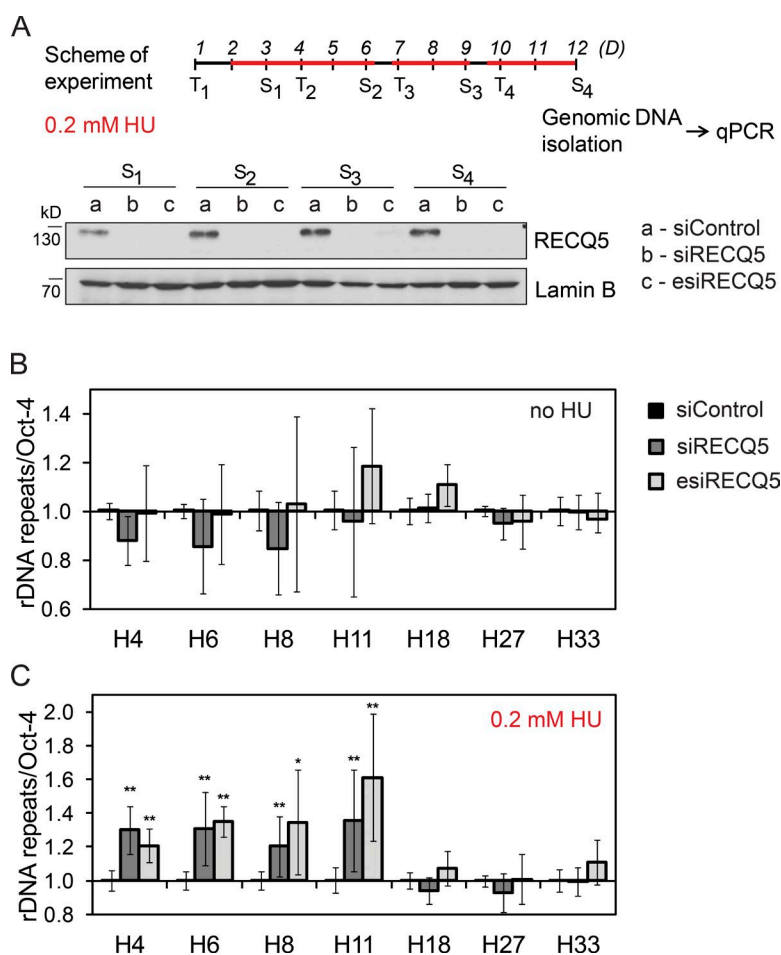 A
Scheme of experiment
1 2 3 4 5 6 7 8 9 10 11 12 (D)
T1 S1 T2 S2 T3 S3 T4 S4
0.2 mM HU
Genomic DNA isolation → qPCR
S1 S2 S3 S4
kD a b c a b c a b c a b c
130 RECQ5
70 Lamin B
a - siControl
b - siRECQ5
c - esiRECQ5
B
rDNA repeats/Oct-4
1.4
1.2
1.0
0.8
0.6
no HU
H4 H6 H8 H11 H18 H27 H33
siControl
siRECQ5
esiRECQ5
C
rDNA repeats/Oct-4
2.0
1.8
1.6
1.4
1.2
1.0
0.8
0.2 mM HU
** ** ** ** ** * ** **
H4 H6 H8 H11 H18 H27 H33